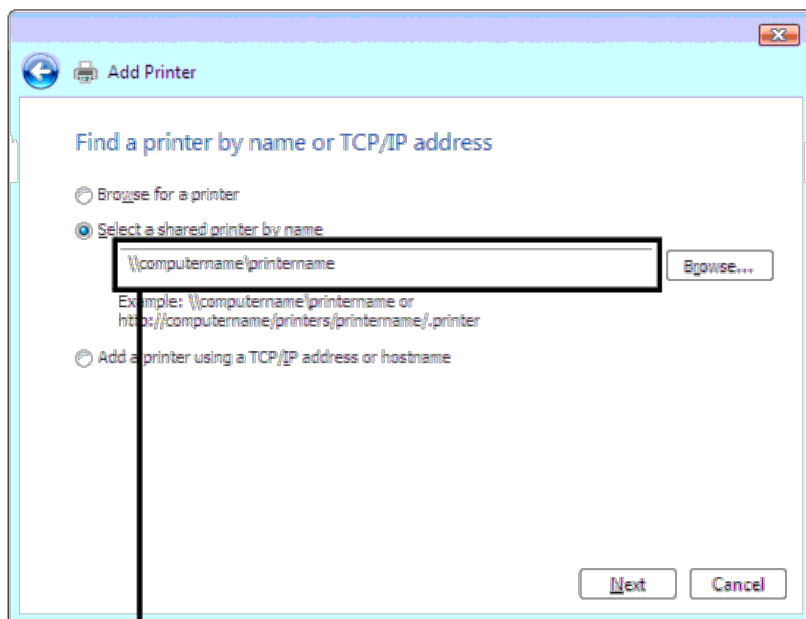 Add Printer
Find a printer by name or TCP/IP address
Browse for a printer
Select a shared printer by name
\\computername\printername
Browse...
Example: \\computername\printername or
http://computername/printers/printername/.printer
Add a printer using a TCP/IP address or hostname
Next
Cancel